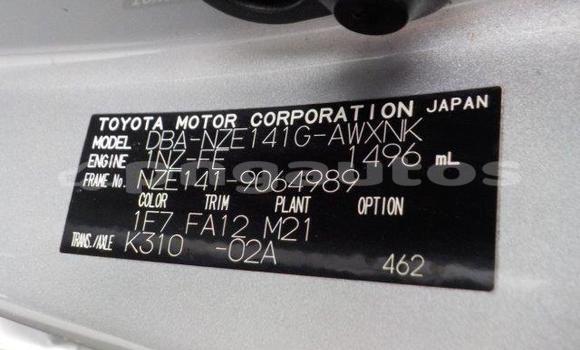 TOYOTA MOTOR CORPORATION JAPAN
MODEL DBA-NZE141G-AWXNK
ENGINE 1NZ-FE 1496 mL
FRAME No. NZE141-9064989
COLOR TRIM PLANT OPTION
1F7 FA12 M21
TRANS./AXLE K310 -02A
462